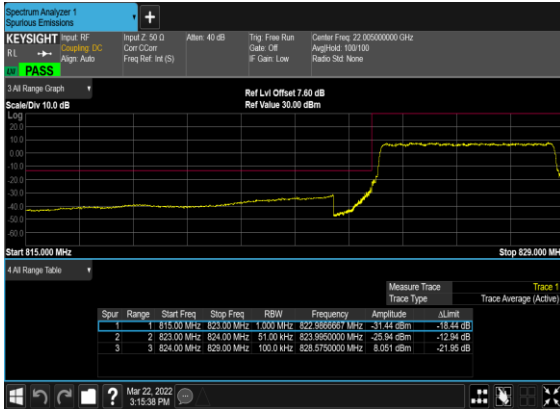 Spectrum Analyzer 1
Spurious Emissions
KEYSIGHT Input: RF Input Z: 50 Ω Atten: 40 dB Trig: Free Run Center Freq: 22.005000000 GHz
RL Coupling: DC Corr CCorr Gate: Off Avg|Hold: 100/100
Align: Auto Freq Ref: Int (S) IF Gain: Low Radio Std: None
PASS
3 All Range Graph
Ref Lvl Offset 7.60 dB
Scale/Div 10.0 dB Ref Value 30.00 dBm
Log
20.0
10.0
0.00
-10.0
-20.0
-30.0
-40.0
-50.0
-60.0
Start 815.000 MHz Stop 829.000 MH
4 All Range Table
Measure Trace Trace 1
Trace Type Trace Average (Active)
Spur Range Start Freq Stop Freq RBW Frequency Amplitude ΔLimit
1 1 815.00 MHz 823.00 MHz 1.000 MHz 822.9866667 MHz -31.44 dBm -18.44 dB
2 2 823.00 MHz 824.00 MHz 51.00 kHz 823.9950000 MHz -25.94 dBm -12.94 dB
3 3 824.00 MHz 829.00 MHz 100.0 kHz 828.5750000 MHz 8.051 dBm -21.95 dB
Mar 22, 2022
3:15:38 PM